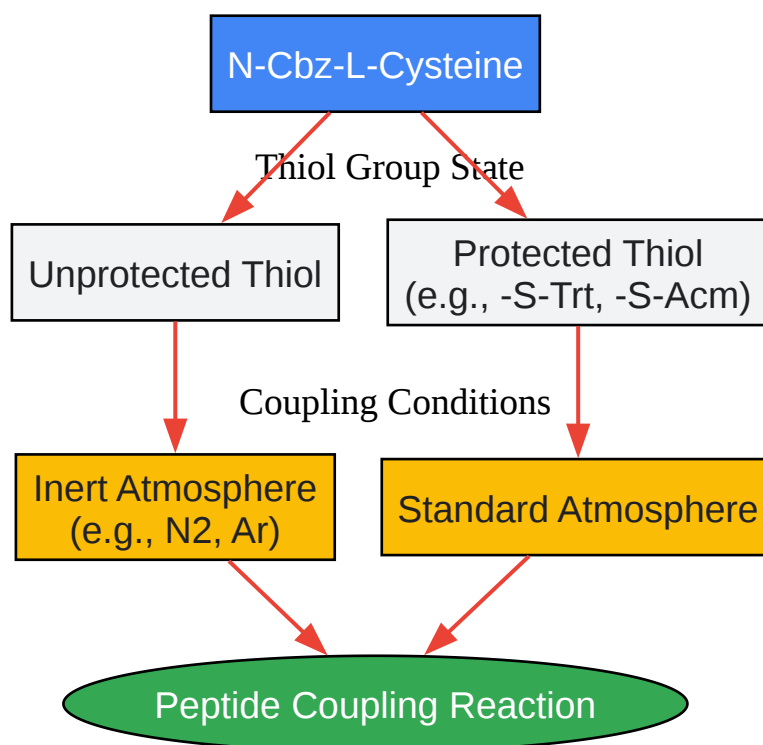 N-Cbz-L-Cysteine
Thiol Group State
Unprotected Thiol
Protected Thiol
(e.g., -S-Trt, -S-Acm)
Coupling Conditions
Inert Atmosphere
(e.g., N2, Ar)
Standard Atmosphere
Peptide Coupling Reaction